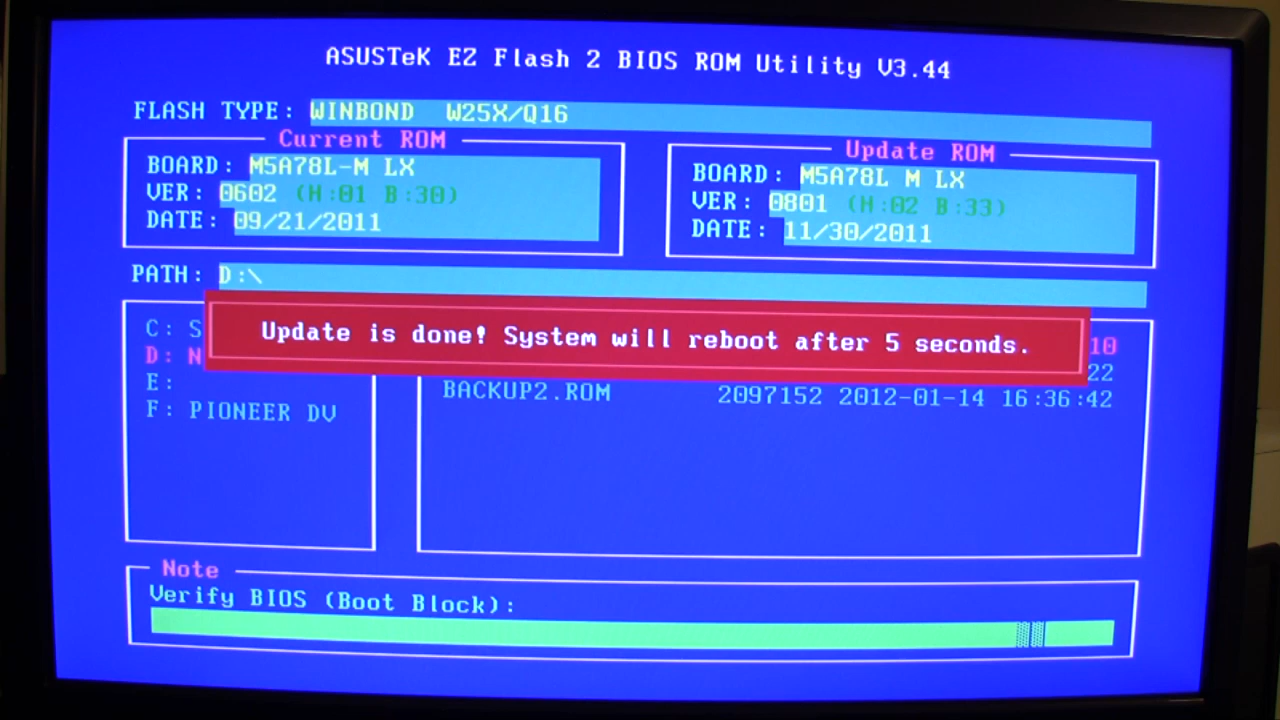 ASUSTeK EZ Flash 2 BIOS ROM Utility V3.44
FLASH TYPE: WINBOND W25X/Q16
Current ROM
BOARD: M5A78L-M LX
VER: 0602 (H:01 B:30)
DATE: 09/21/2011
Update ROM
BOARD: M5A78L M LX
VER: 0801 (H:02 B:33)
DATE: 11/30/2011
PATH: D:\
Update is done! System will reboot after 5 seconds.
C: S
D: N
E:
F: PIONEER DV
10
22
BACKUP2.ROM 2097152 2012-01-14 16:36:42
Note
Verify BIOS (Boot Block):